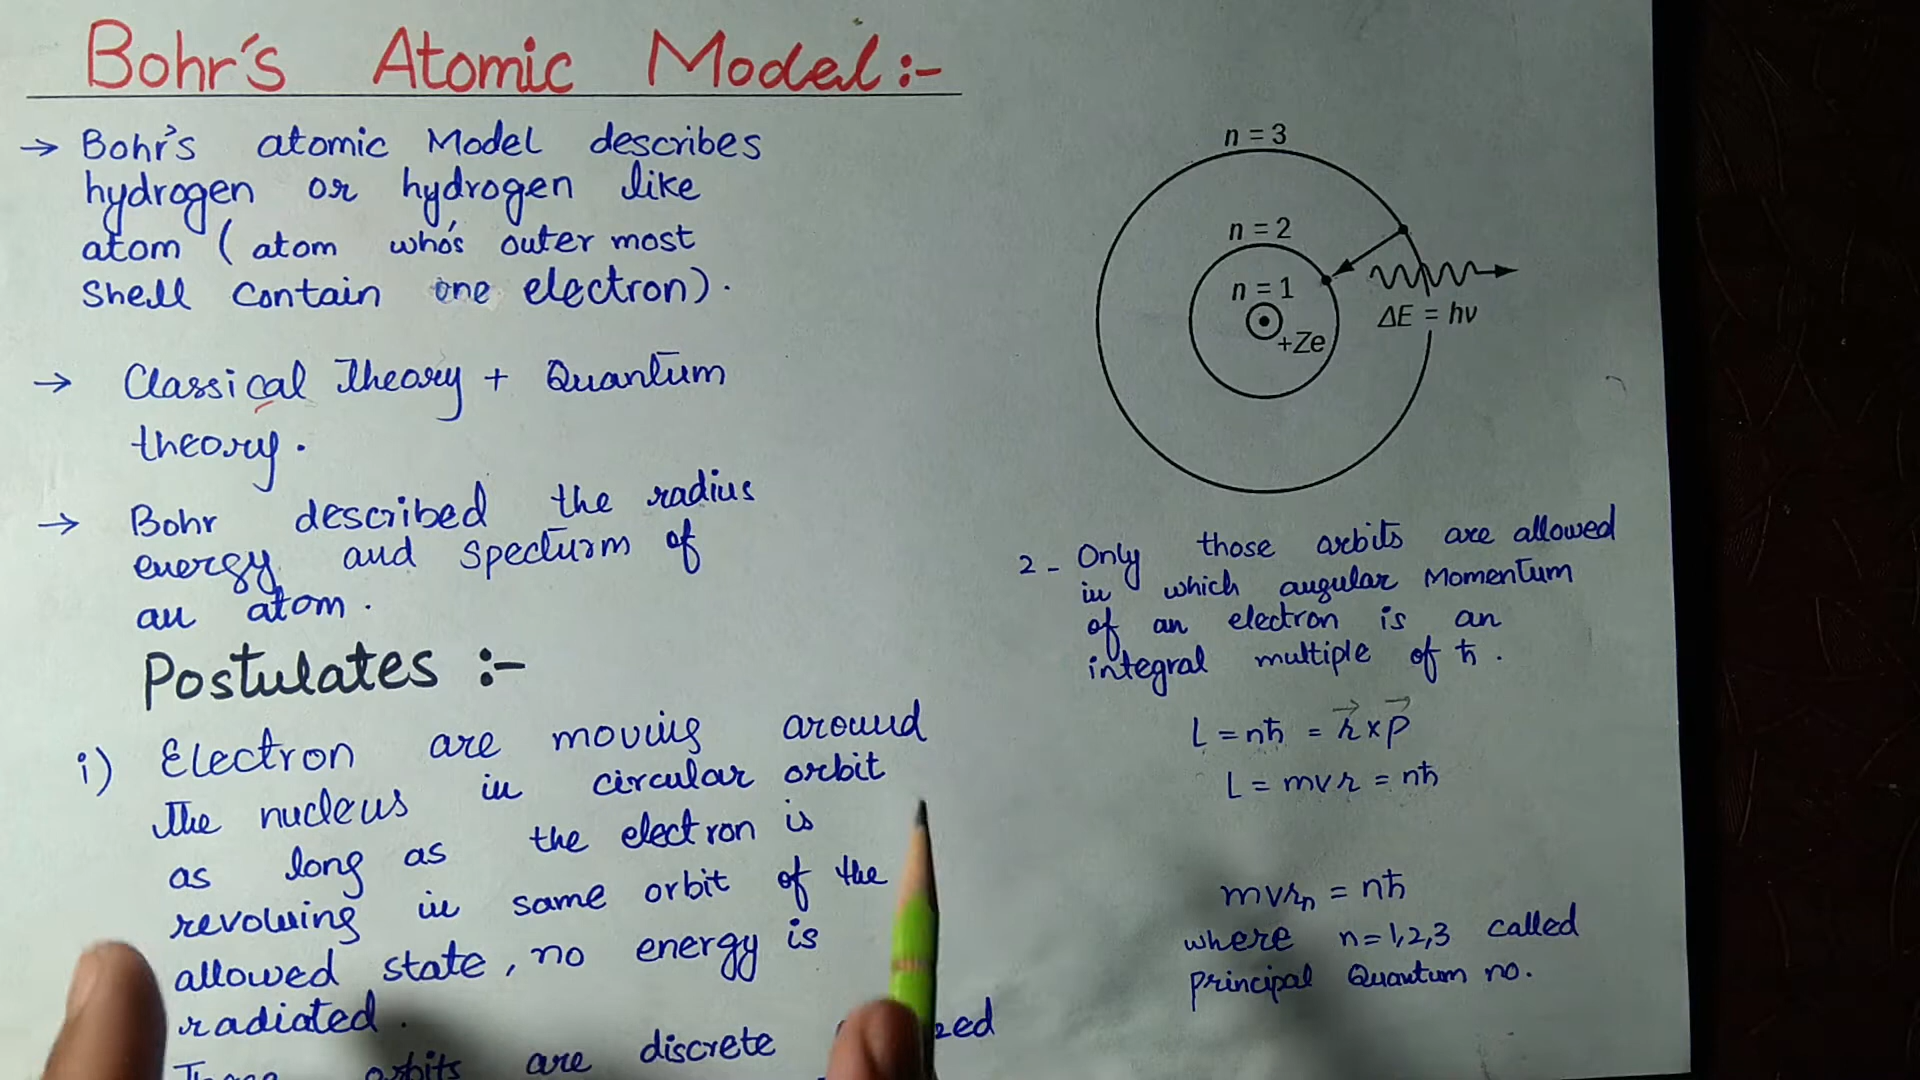 Bohr's Atomic Model:-
→ Bohr's atomic Model describes
hydrogen or hydrogen like
atom (atom who's outer most
Shell contain one electron).
→ Classical Theory + Quantum
theory.
→ Bohr described the radius
energy and Specturm of
an atom.
Postulates :-
i) Electron are moving around
The nucleus in circular orbit
as long as the electron is
revolving in same orbit of the
allowed state, no energy is
radiated.
orbits are discrete
n = 3
n = 2
n = 1
+Ze
ΔE = hν
2- Only those orbits are allowed
in which angular Momentum
of an electron is an
integral multiple of ħ.
L = nħ = r⃗ × p⃗
L = mvr = nħ
mvrₙ = nħ
where n=1,2,3 called
principal Quantum no.